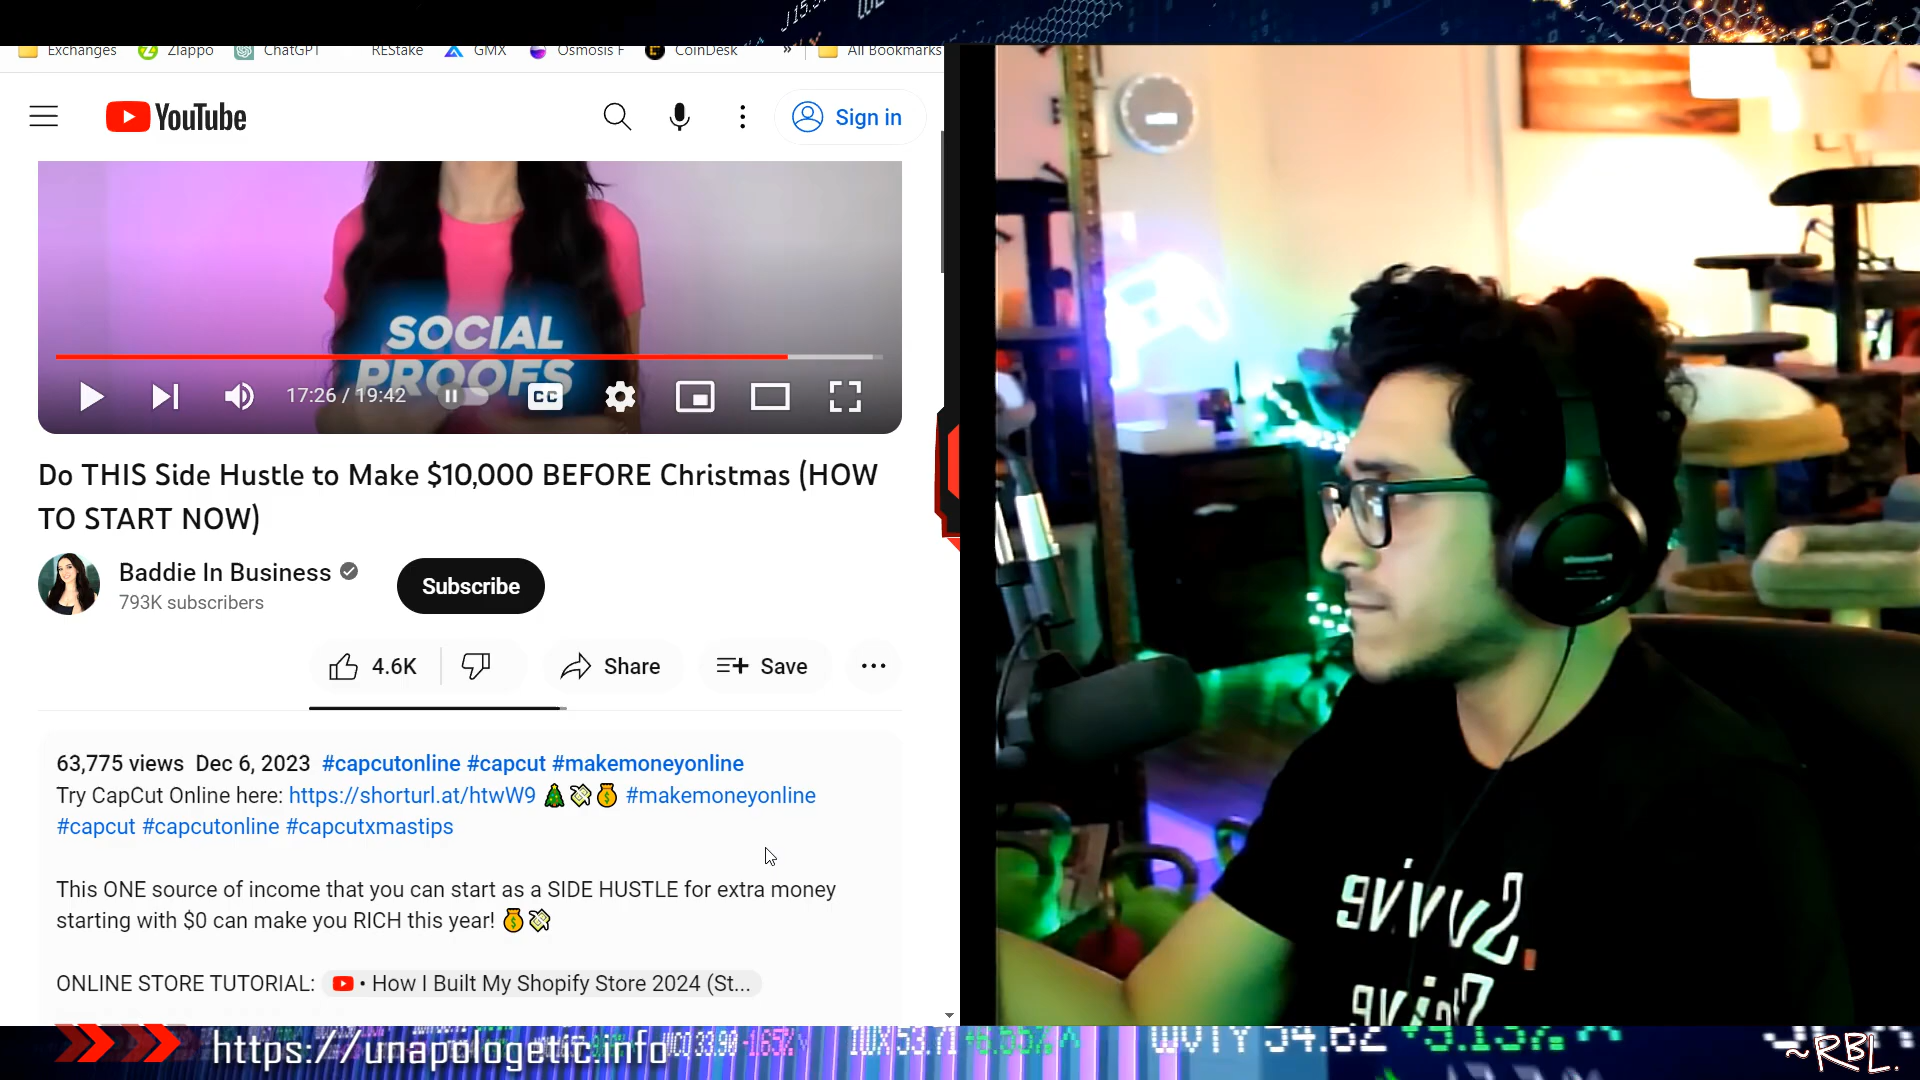 Exchanges Zlappo ChatGPT REStake GMX Osmosis F CoinDesk » All Bookmarks
YouTube
Sign in
SOCIAL
PROOFS
17:26 / 19:42
CC
Do THIS Side Hustle to Make $10,000 BEFORE Christmas (HOW
TO START NOW)
Baddie In Business
793K subscribers
Subscribe
4.6K
Share
Save
63,775 views Dec 6, 2023 #capcutonline #capcut #makemoneyonline
Try CapCut Online here: https://shorturl.at/htwW9 🎄💸💰 #makemoneyonline
#capcut #capcutonline #capcutxmastips
This ONE source of income that you can start as a SIDE HUSTLE for extra money
starting with $0 can make you RICH this year! 💰💸
ONLINE STORE TUTORIAL: • How I Built My Shopify Store 2024 (St...
https://unapologetic.info
~RBL.